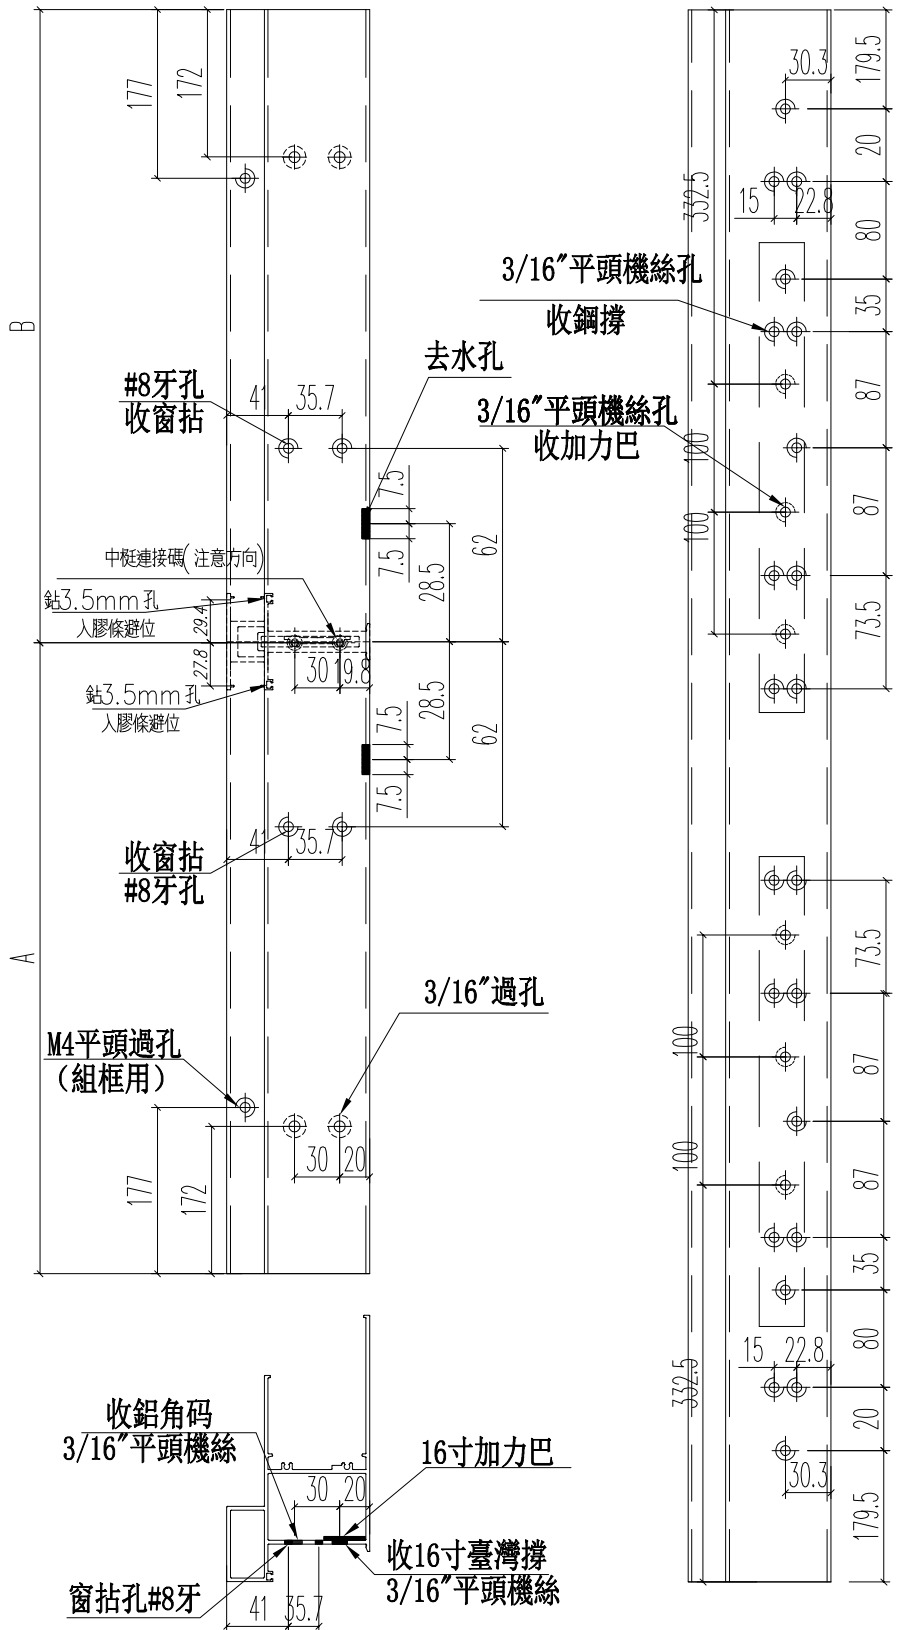 177
172
B
#8牙孔
收窗拈
41
35.7
去水孔
7.5
7.5
62
28.5
中梃連接碼(注意方向)
鉆3.5mm孔
入膠條避位
29.4
27.8
30
19.8
鉆3.5mm孔
入膠條避位
28.5
62
7.5
7.5
收窗拈
#8牙孔
41
35.7
A
3/16"過孔
M4平頭過孔
(組框用)
177
172
30
20
收鋁角码
3/16"平頭機絲
30
20
16寸加力巴
收16寸臺灣撐
3/16"平頭機絲
窗拈孔#8牙
41
35.7
30.3
179.5
20
332.5
15
22.8
80
3/16"平頭機絲孔
收鋼撐
35
87
3/16"平頭機絲孔
收加力巴
100
100
87
73.5
73.5
100
87
100
87
35
332.5
15
22.8
80
20
30.3
179.5